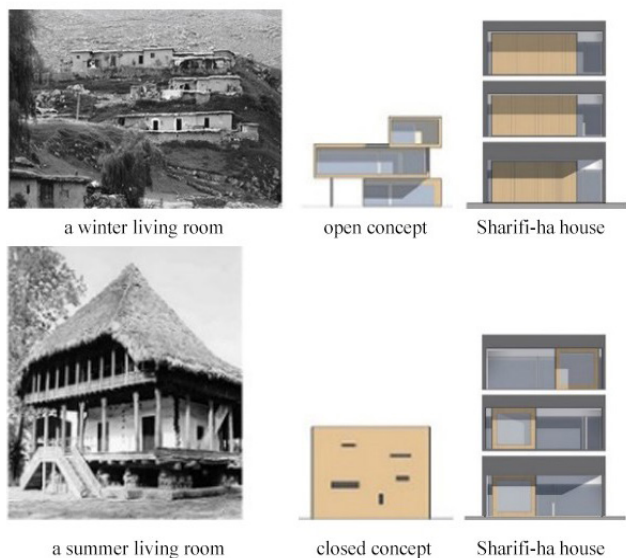 a winter living room
open concept
Sharifi-ha house
a summer living room
closed concept
Sharifi-ha house